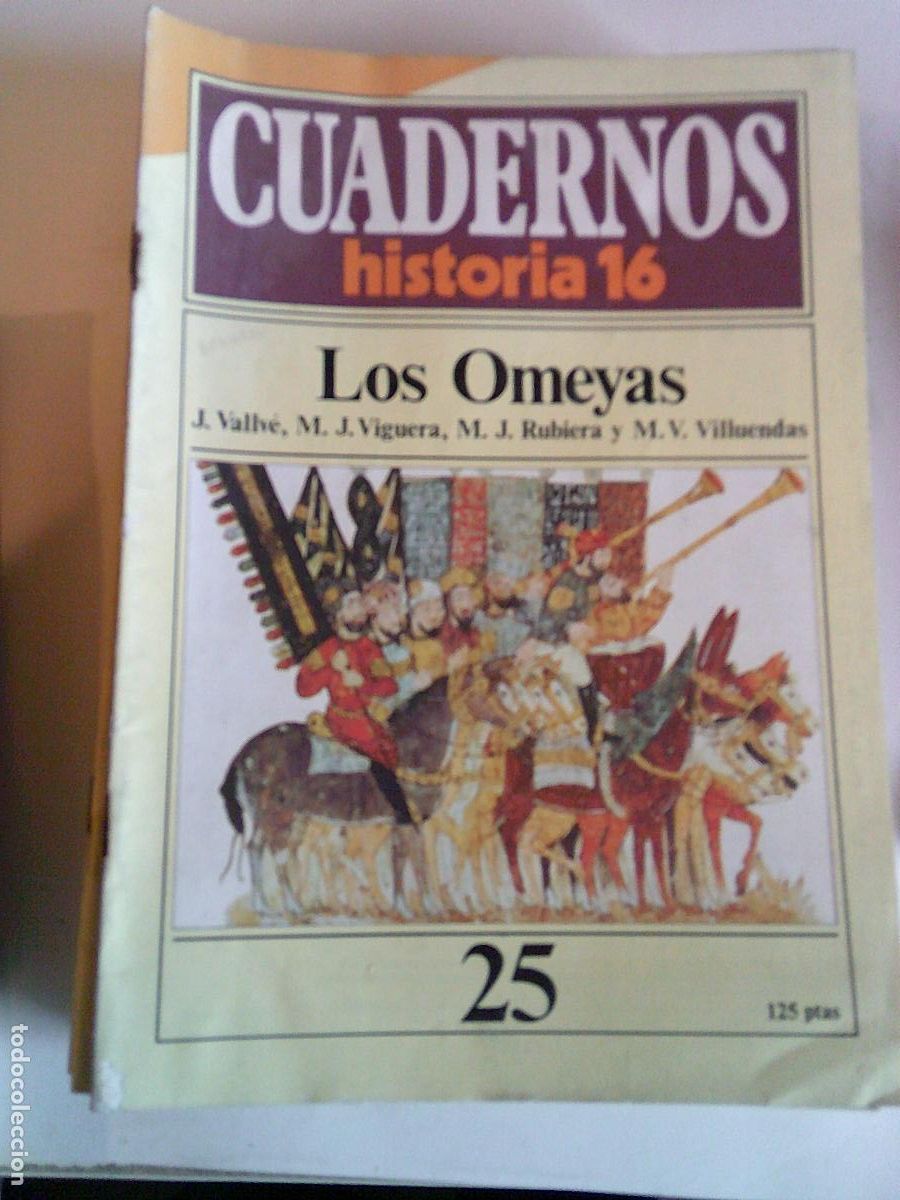 CUADERNOS
historia 16
Los Omeyas
J. Vallvé, M. J. Viguera, M. J. Rubiera y M. V. Villuendas
25
125 ptas
todocoleccion